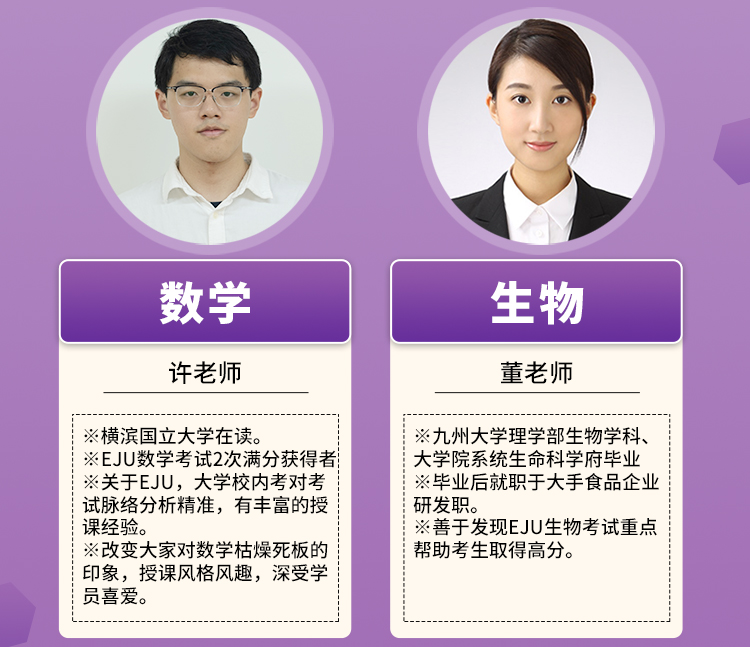 数学
许老师
※横滨国立大学在读。
※EJU数学考试2次满分获得者
※关于EJU，大学校内考对考
试脉络分析精准，有丰富的授
课经验。
※改变大家对数学枯燥死板的
印象，授课风格风趣，深受学
员喜爱。
生物
董老师
※九州大学理学部生物学科、
大学院系统生命科学府毕业
※毕业后就职于大手食品企业
研发职。
※善于发现EJU生物考试重点
帮助考生取得高分。